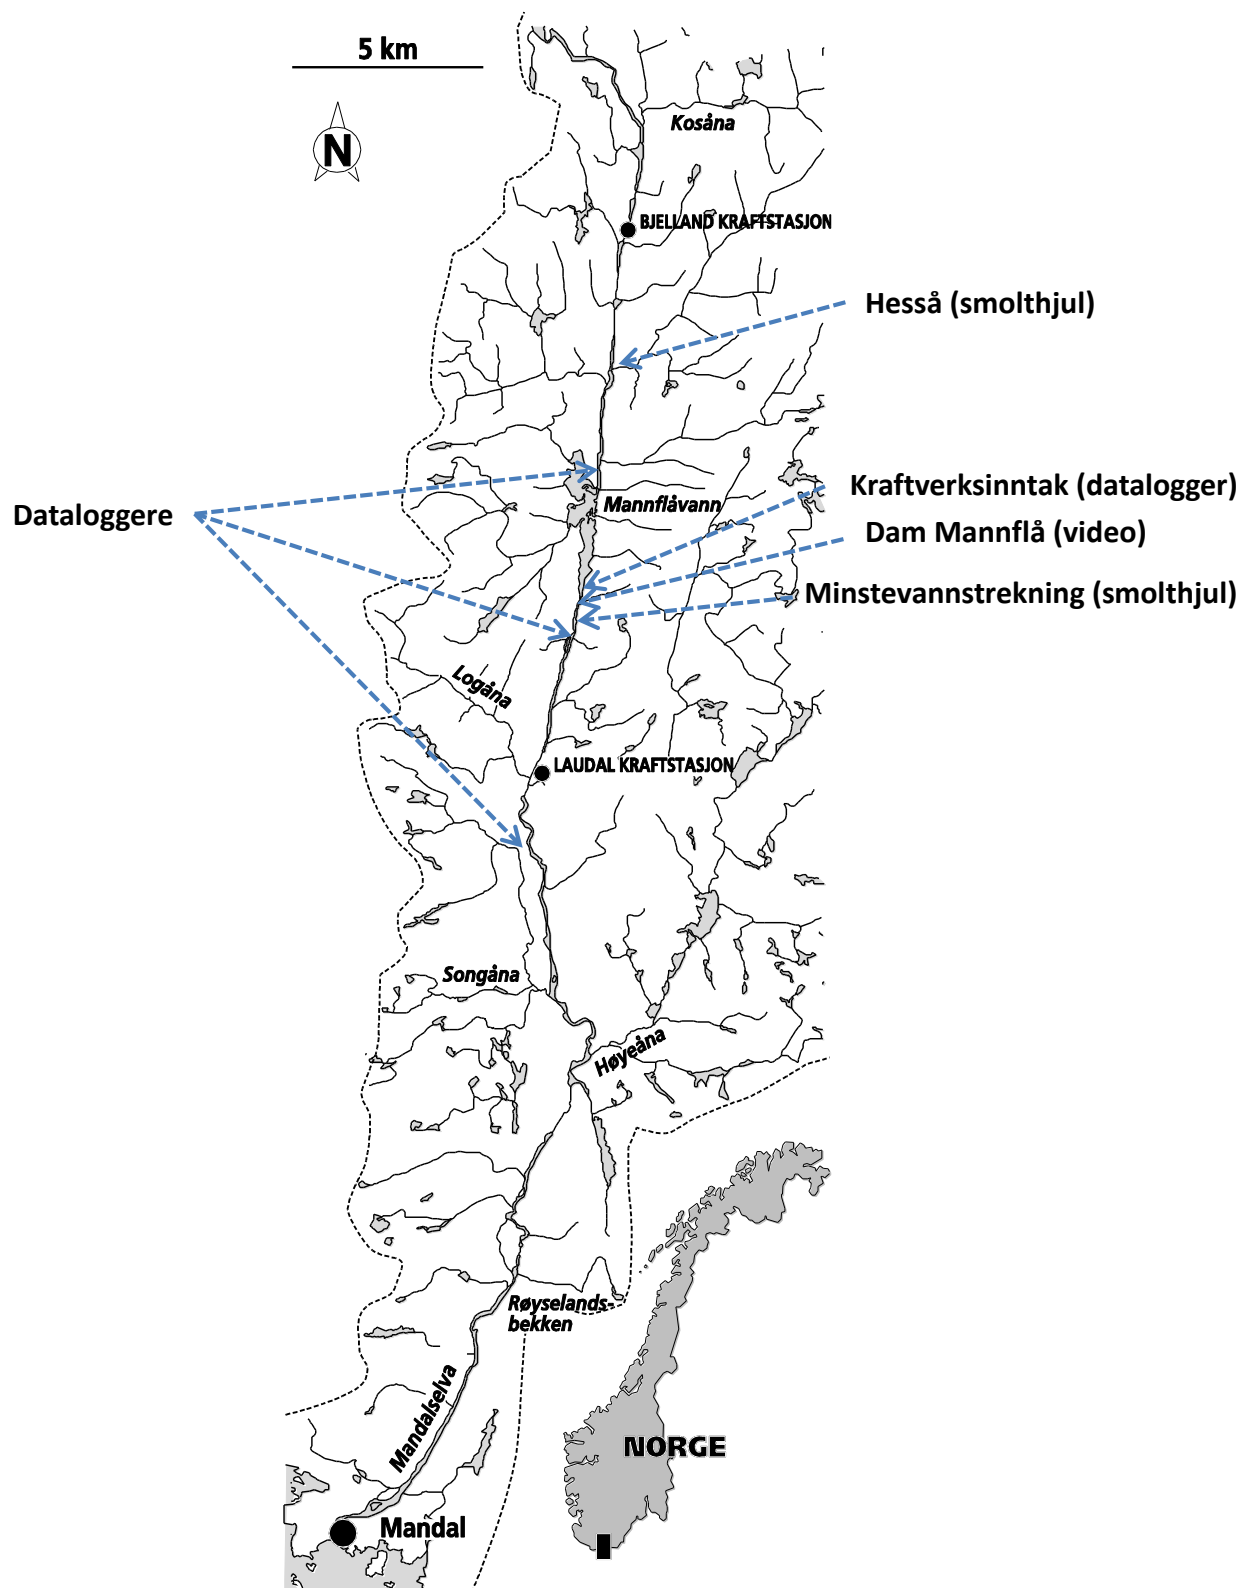 5 km
N
Kosåna
BJELLAND KRAFTSTASJON
Hesså (smolthjul)
Kraftverksinntak (datalogger)
Mannflåvann
Dataloggere
Dam Mannflå (video)
Minstevannstrekning (smolthjul)
Logåna
LAUDAL KRAFTSTASJON
Songåna
Høyeåna
Røyselands-
bekken
Mandalselva
NORGE
Mandal